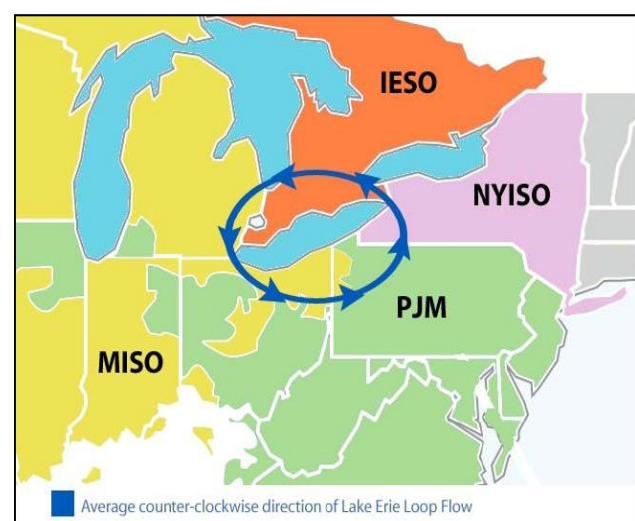 IESO
NYISO
PJM
MISO
Average counter-clockwise direction of Lake Erie Loop Flow